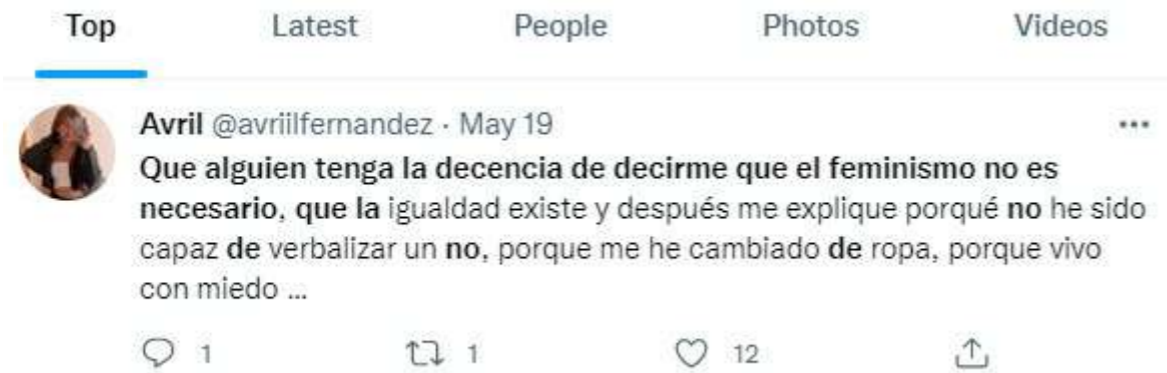 Top Latest People Photos Videos
Avril @avriilfernandez · May 19 ...
Que alguien tenga la decencia de decirme que el feminismo no es
necesario, que la igualdad existe y después me explique porqué no he sido
capaz de verbalizar un no, porque me he cambiado de ropa, porque vivo
con miedo ...
1 1 12